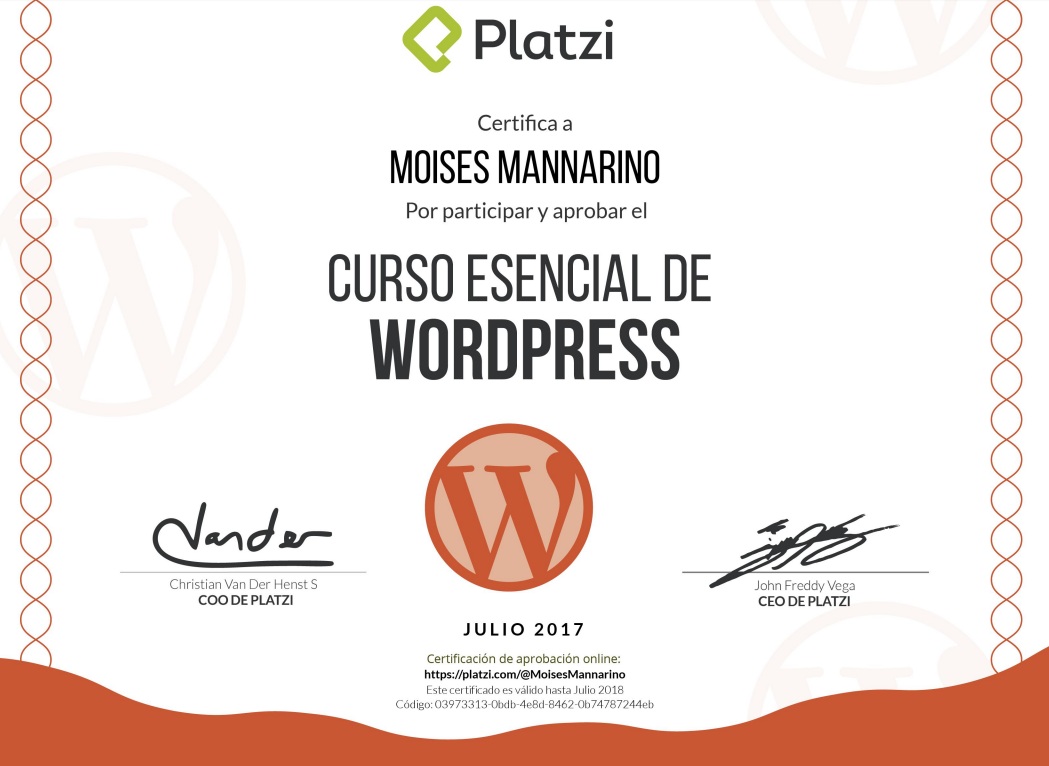 Platzi
Certifica a
MOISES MANNARINO
Por participar y aprobar el
CURSO ESENCIAL DE
WORDPRESS
Vander
Christian Van Der Henst S
COO DE PLATZI
John Freddy Vega
CEO DE PLATZI
JULIO 2017
Certificación de aprobación online:
https://platzi.com/@MoisesMannarino
Este certificado es válido hasta Julio 2018
Código: 03973313-0bdb-4e8d-8462-0b74787244eb